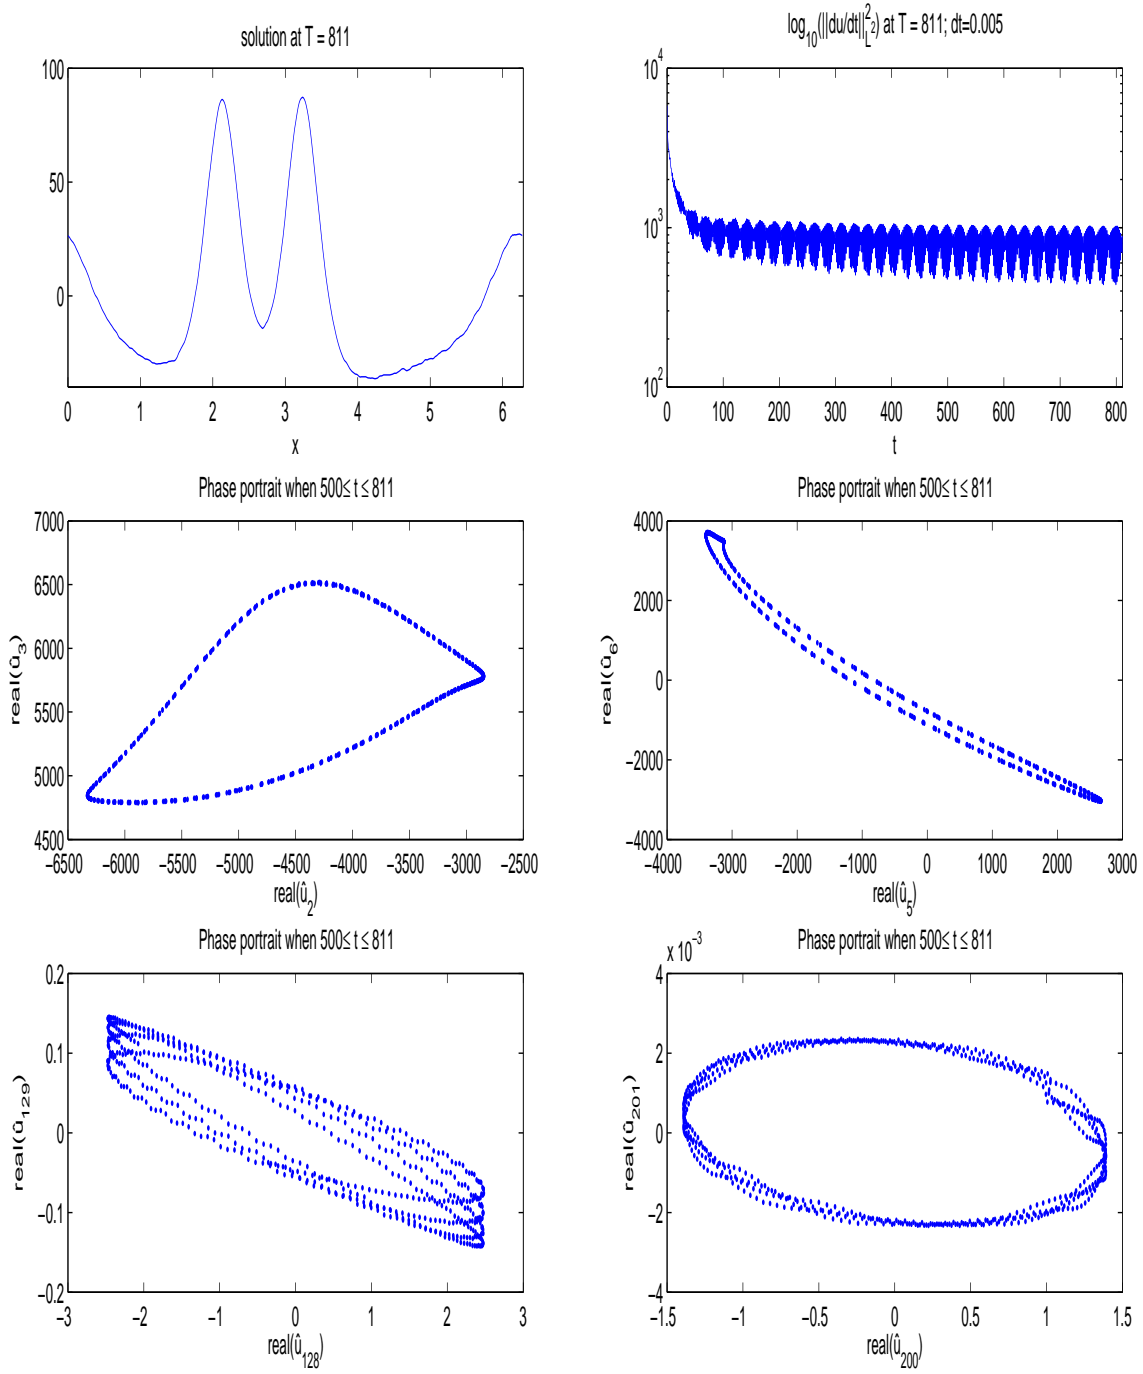 solution at T = 811
100
50
0
0 1 2 3 4 5 6
x
log10(||du/dt||²L²) at T = 811; dt=0.005
10^4
10^3
10^2
0 100 200 300 400 500 600 700 800
t
Phase portrait when 500≤ t ≤811
7000
6500
6000
5500
5000
4500
real(û3)
−6500 −6000 −5500 −5000 −4500 −4000 −3500 −3000 −2500
real(û2)
Phase portrait when 500≤ t ≤811
4000
2000
0
−2000
−4000
real(û6)
−4000 −3000 −2000 −1000 0 1000 2000 3000
real(û5)
Phase portrait when 500≤ t ≤811
0.2
0.1
0
−0.1
−0.2
real(û129)
−3 −2 −1 0 1 2 3
real(û128)
Phase portrait when 500≤ t ≤811
x 10^−3
4
2
0
−2
−4
real(û201)
−1.5 −1 −0.5 0 0.5 1 1.5
real(û200)